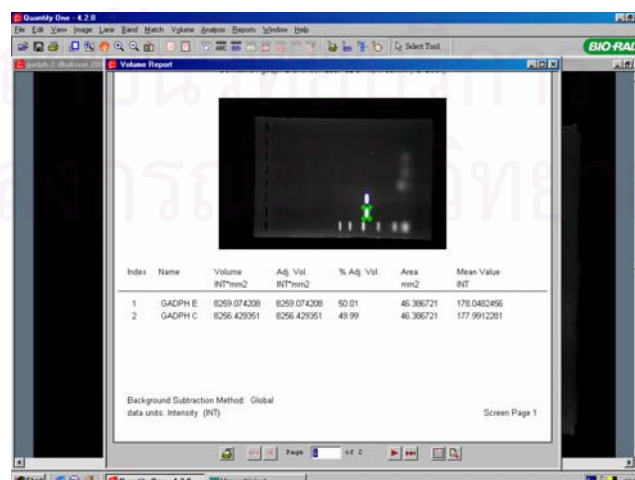 Quantity One - 4.2.0
File Edit View Image Lane Band Match Volume Analysis Reports Window Help
Select Tool
BIO-RAD
Volume Report
Index Name Volume Adj. Vol. % Adj. Vol. Area Mean Value
INT*mm2 INT*mm2 mm2 INT
1 GADPH E 8259.074208 8259.074208 50.01 46.386721 178.0482456
2 GADPH C 8256.429351 8256.429351 49.99 46.386721 177.9912281
Background Subtraction Method: Global
data units: Intensity (INT)
Screen Page 1
Page of 2
Start